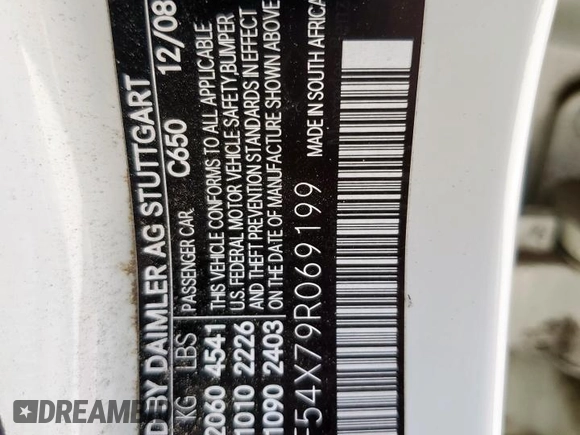 D BY DAIMLER AG STUTTGART 12/08
KG LBS PASSENGER CAR C650
2060 4541 THIS VEHICLE CONFORMS TO ALL APPLICABLE
U.S. FEDERAL MOTOR VEHICLE SAFETY BUMPER
1010 2226 AND THEFT PREVENTION STANDARDS IN EFFECT
1090 2403 ON THE DATE OF MANUFACTURE SHOWN ABOVE
F54X79R069199 MADE IN SOUTH AFRICA